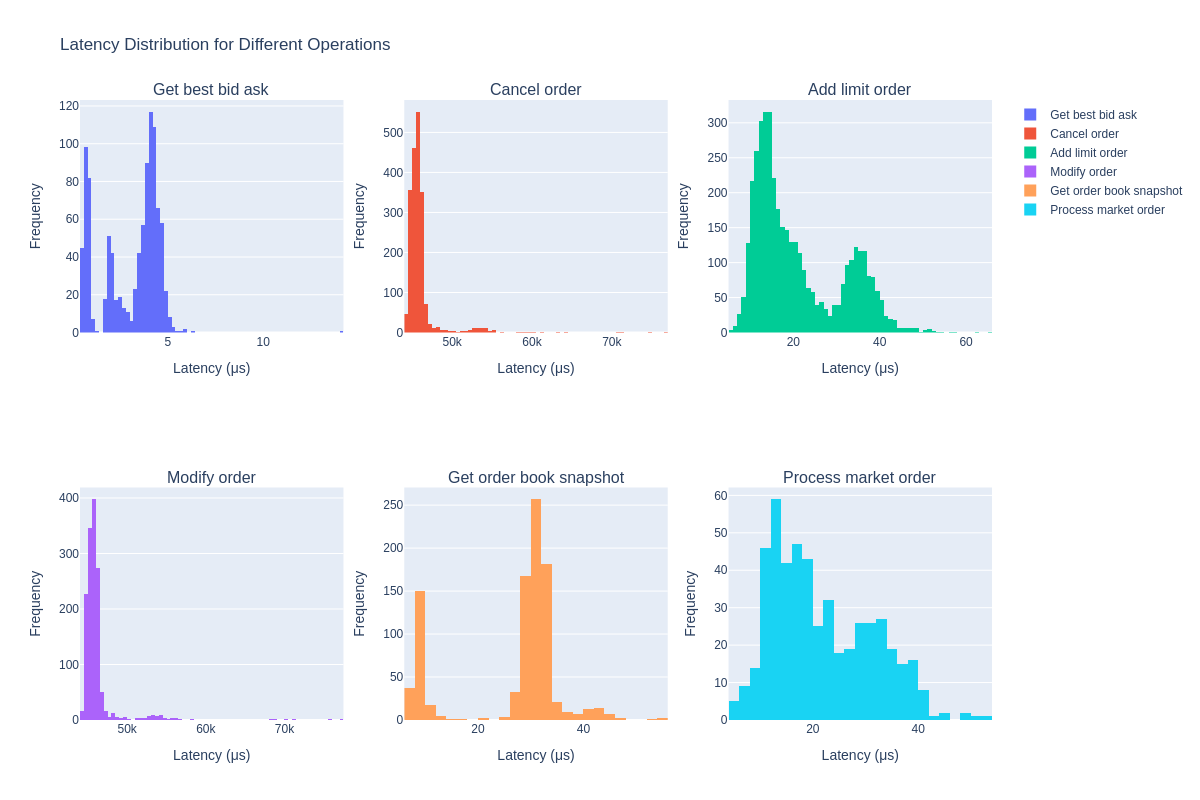 Latency Distribution for Different Operations
Get best bid ask
Frequency
0
20
40
60
80
100
120
5
10
Latency (μs)
Cancel order
Frequency
0
100
200
300
400
500
50k
60k
70k
Latency (μs)
Add limit order
Frequency
0
50
100
150
200
250
300
20
40
60
Latency (μs)
Get best bid ask
Cancel order
Add limit order
Modify order
Get order book snapshot
Process market order
Modify order
Frequency
0
100
200
300
400
50k
60k
70k
Latency (μs)
Get order book snapshot
Frequency
0
50
100
150
200
250
20
40
Latency (μs)
Process market order
Frequency
0
10
20
30
40
50
60
20
40
Latency (μs)